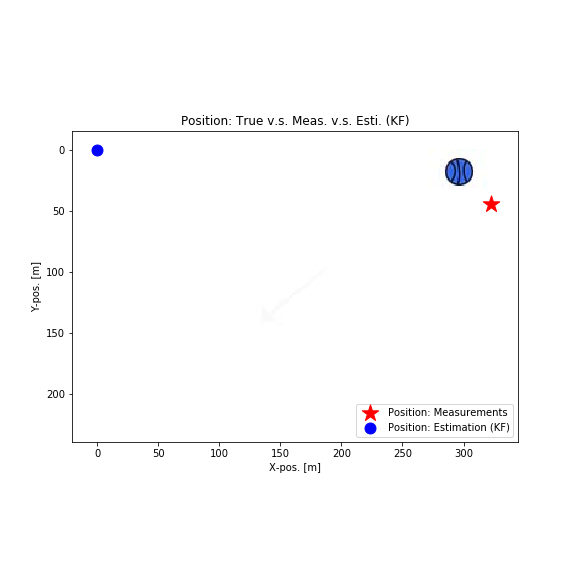 Position: True v.s. Meas. v.s. Esti. (KF)
0
50
100
150
200
Y-pos. [m]
Position: Measurements
Position: Estimation (KF)
0
50
100
150
200
250
300
X-pos. [m]